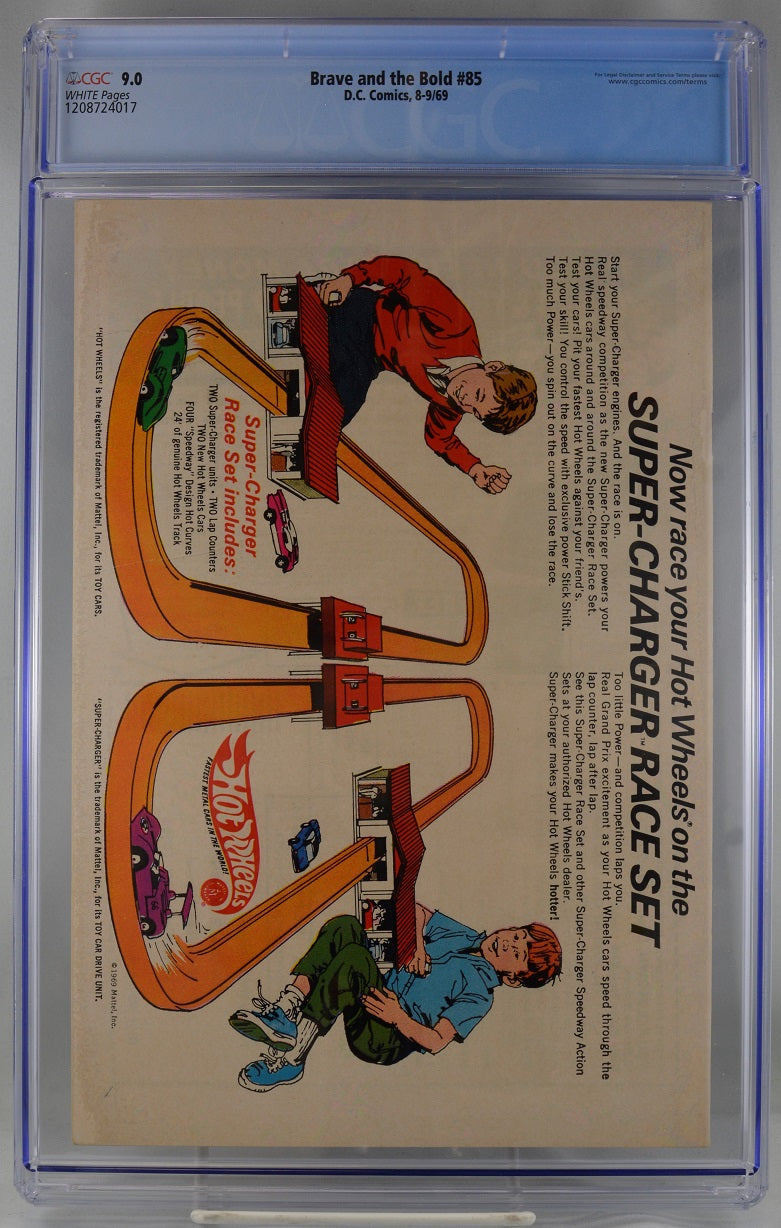 CGC 9.0
WHITE Pages
1208724017
Brave and the Bold #85
D.C. Comics, 8-9/69
For Legal Disclaimer and Service Terms please visit:
www.cgccomics.com/terms
CGC
Now race your Hot Wheels® on the
SUPER-CHARGER™ RACE SET
Start your Super-Charger engines. And the race is on.
Real speedway competition as the new Super-Charger powers your
Hot Wheels cars around and around the Super-Charger Race Set.
Test your cars! Pit your fastest Hot Wheels against your friend's.
Test your skill! You control the speed with exclusive power Stick Shift.
Too much Power—you spin out on the curve and lose the race.
Too little Power—and competition laps you.
Real Grand Prix excitement as your Hot Wheels cars speed through the
lap counter, lap after lap.
See this Super-Charger Race Set and other Super-Charger Speedway Action
Sets at your authorized Hot Wheels dealer.
Super-Charger makes your Hot Wheels hotter!
Super-Charger
Race Set includes:
TWO Super-Charger units • TWO Lap Counters
TWO New Hot Wheels Cars
FOUR "Speedway" Design Hot Curves
24' of genuine Hot Wheels Track
HOT WHEELS
FASTEST METAL CARS IN THE WORLD!
©1969 Mattel, Inc.
"HOT WHEELS" is the registered trademark of Mattel, Inc., for its TOY CARS.
"SUPER-CHARGER" is the trademark of Mattel, Inc., for its TOY CAR DRIVE UNIT.